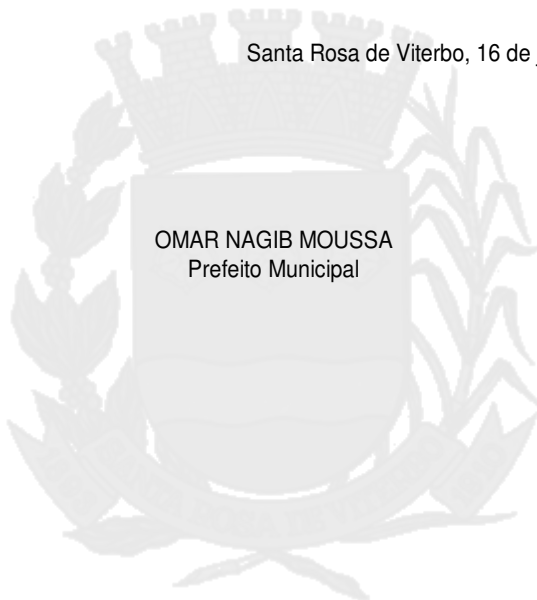 Santa Rosa de Viterbo, 16 de
OMAR NAGIB MOUSSA
Prefeito Municipal